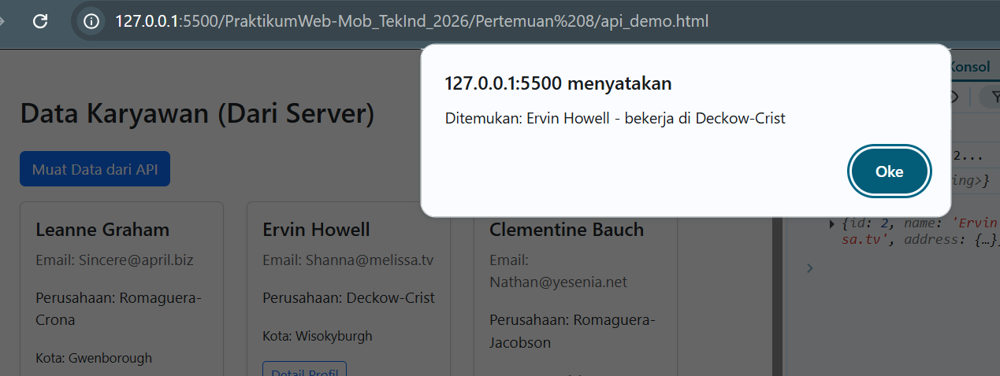 127.0.0.1:5500/PraktikumWeb-Mob_TekInd_2026/Pertemuan%208/api_demo.html
127.0.0.1:5500 menyatakan
Ditemukan: Ervin Howell - bekerja di Deckow-Crist
Oke
Konsol
Data Karyawan (Dari Server)
Muat Data dari API
Leanne Graham
Email: Sincere@april.biz
Perusahaan: Romaguera-
Crona
Kota: Gwenborough
Ervin Howell
Email: Shanna@melissa.tv
Perusahaan: Deckow-Crist
Kota: Wisokyburgh
Detail Profil
Clementine Bauch
Email:
Nathan@yesenia.net
Perusahaan: Romaguera-
Jacobson
2...
ing>}
{id: 2, name: 'Ervin
sa.tv', address: {…}